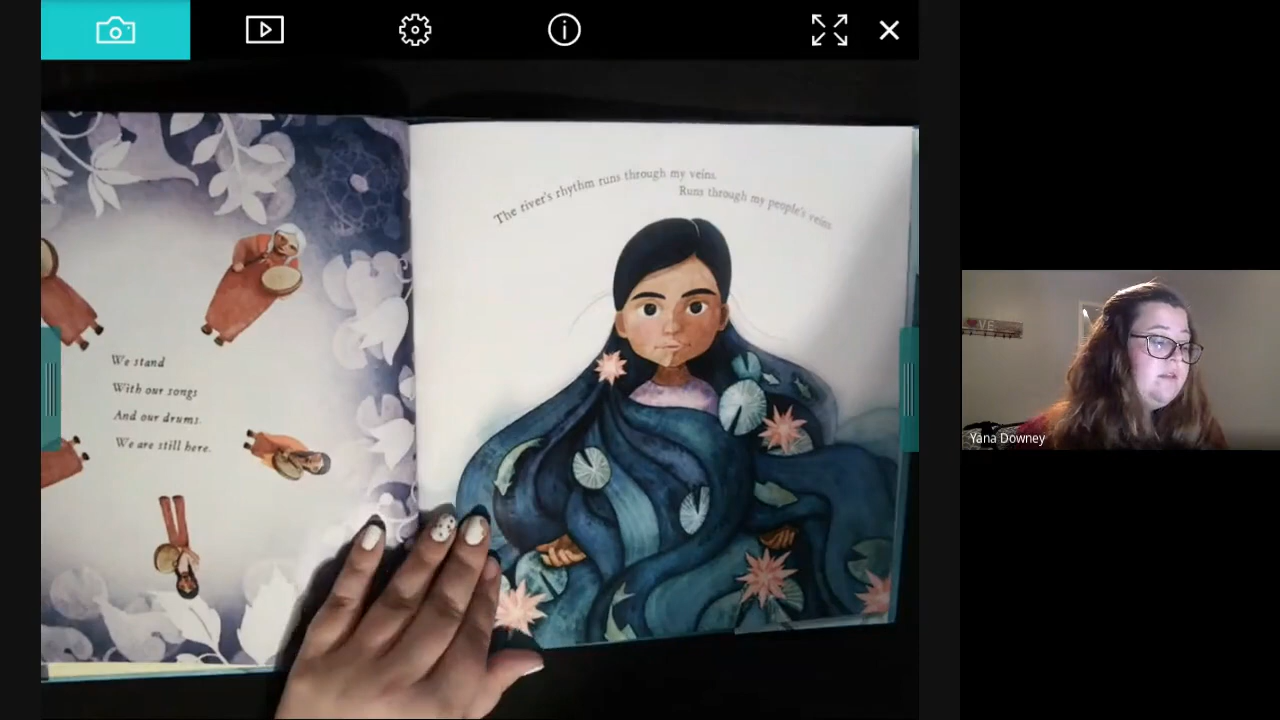 We stand
With our songs
And our drums.
We are still here.
The river's rhythm runs through my veins.
Runs through my people's veins
Yana Downey